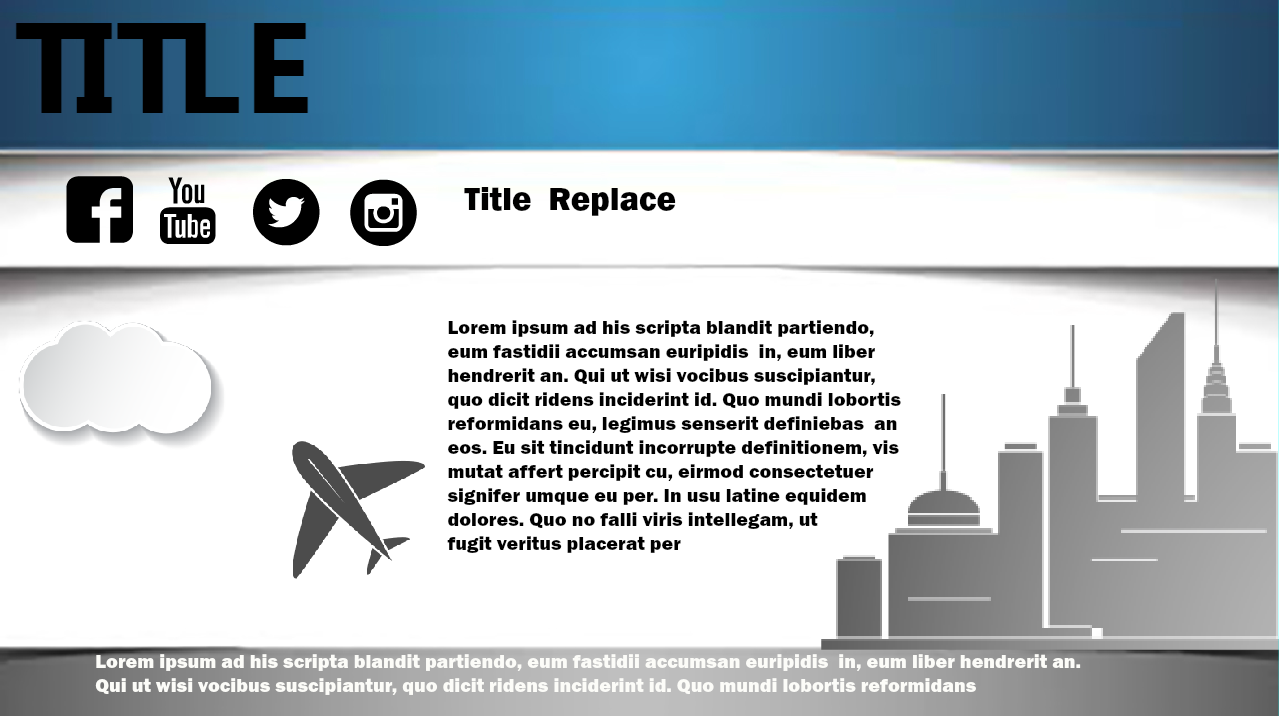 TITLE
You
Tube
Title Replace
Lorem ipsum ad his scripta blandit partiendo,
eum fastidii accumsan euripidis in, eum liber
hendrerit an. Qui ut wisi vocibus suscipiantur,
quo dicit ridens inciderint id. Quo mundi lobortis
reformidans eu, legimus senserit definiebas an
eos. Eu sit tincidunt incorrupte definitionem, vis
mutat affert percipit cu, eirmod consectetuer
signifer umque eu per. In usu latine equidem
dolores. Quo no falli viris intellegam, ut
fugit veritus placerat per
Lorem ipsum ad his scripta blandit partiendo, eum fastidii accumsan euripidis in, eum liber hendrerit an.
Qui ut wisi vocibus suscipiantur, quo dicit ridens inciderint id. Quo mundi lobortis reformidans